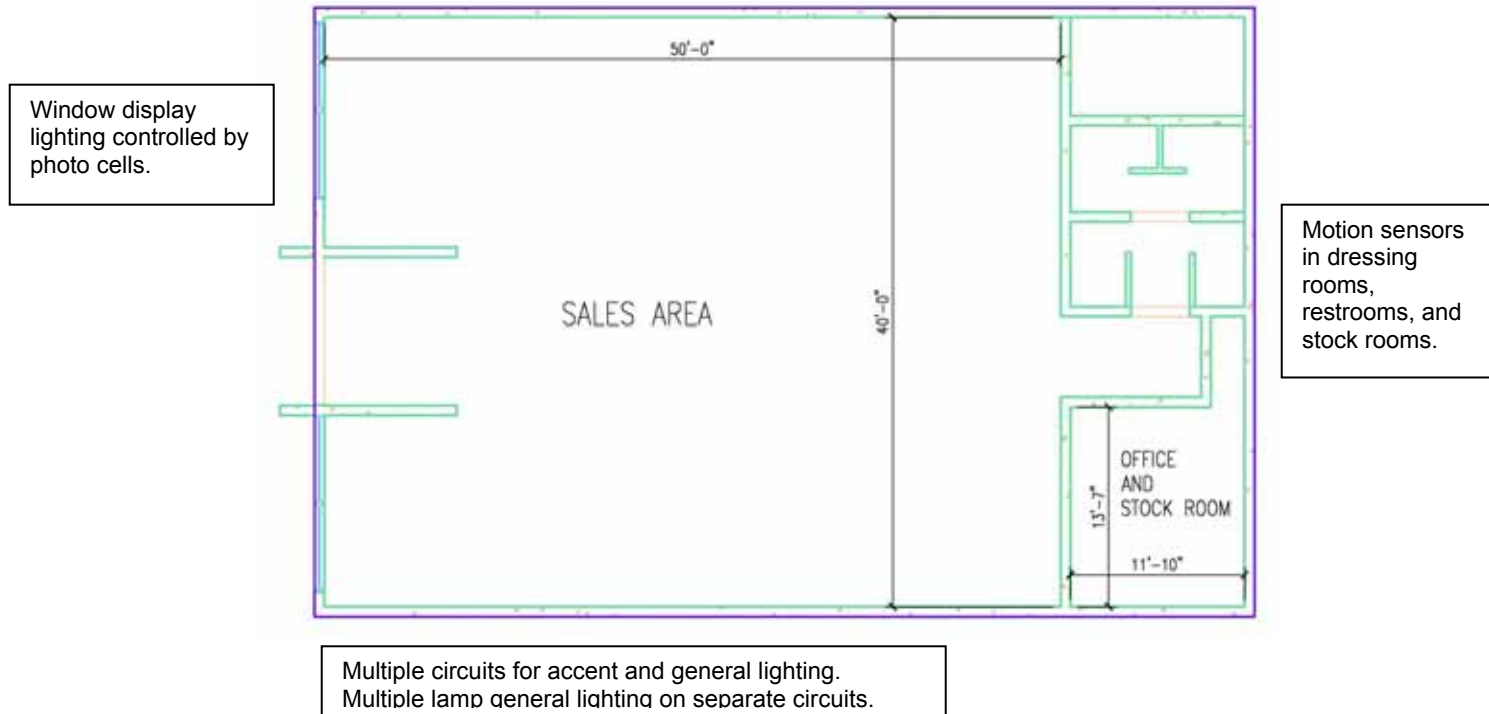 50'-0"
Window display
lighting controlled by
photo cells.
Motion sensors
in dressing
rooms,
restrooms, and
stock rooms.
SALES AREA
40'-0"
OFFICE
AND
STOCK ROOM
13'-7"
11'-10"
Multiple circuits for accent and general lighting.
Multiple lamp general lighting on separate circuits.